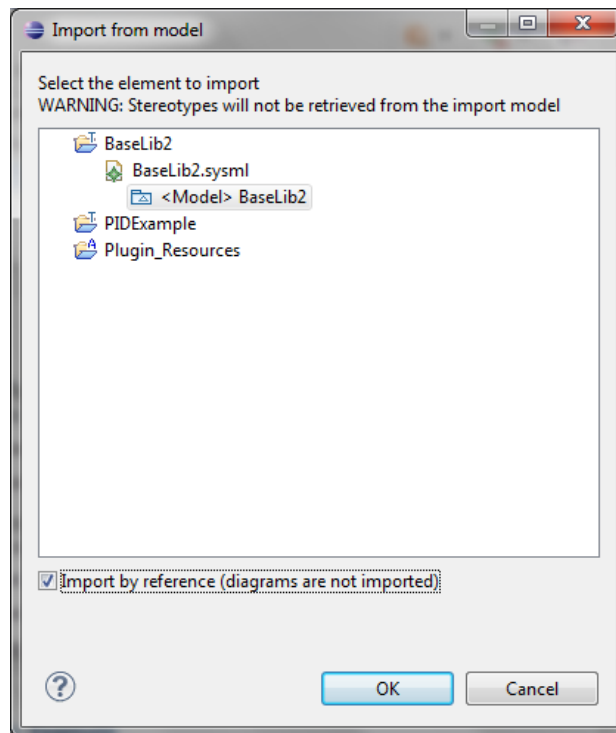 Import from model
Select the element to import
WARNING: Stereotypes will not be retrieved from the import model
BaseLib2
BaseLib2.sysml
<Model> BaseLib2
PIDExample
Plugin_Resources
Import by reference (diagrams are not imported)
OK
Cancel